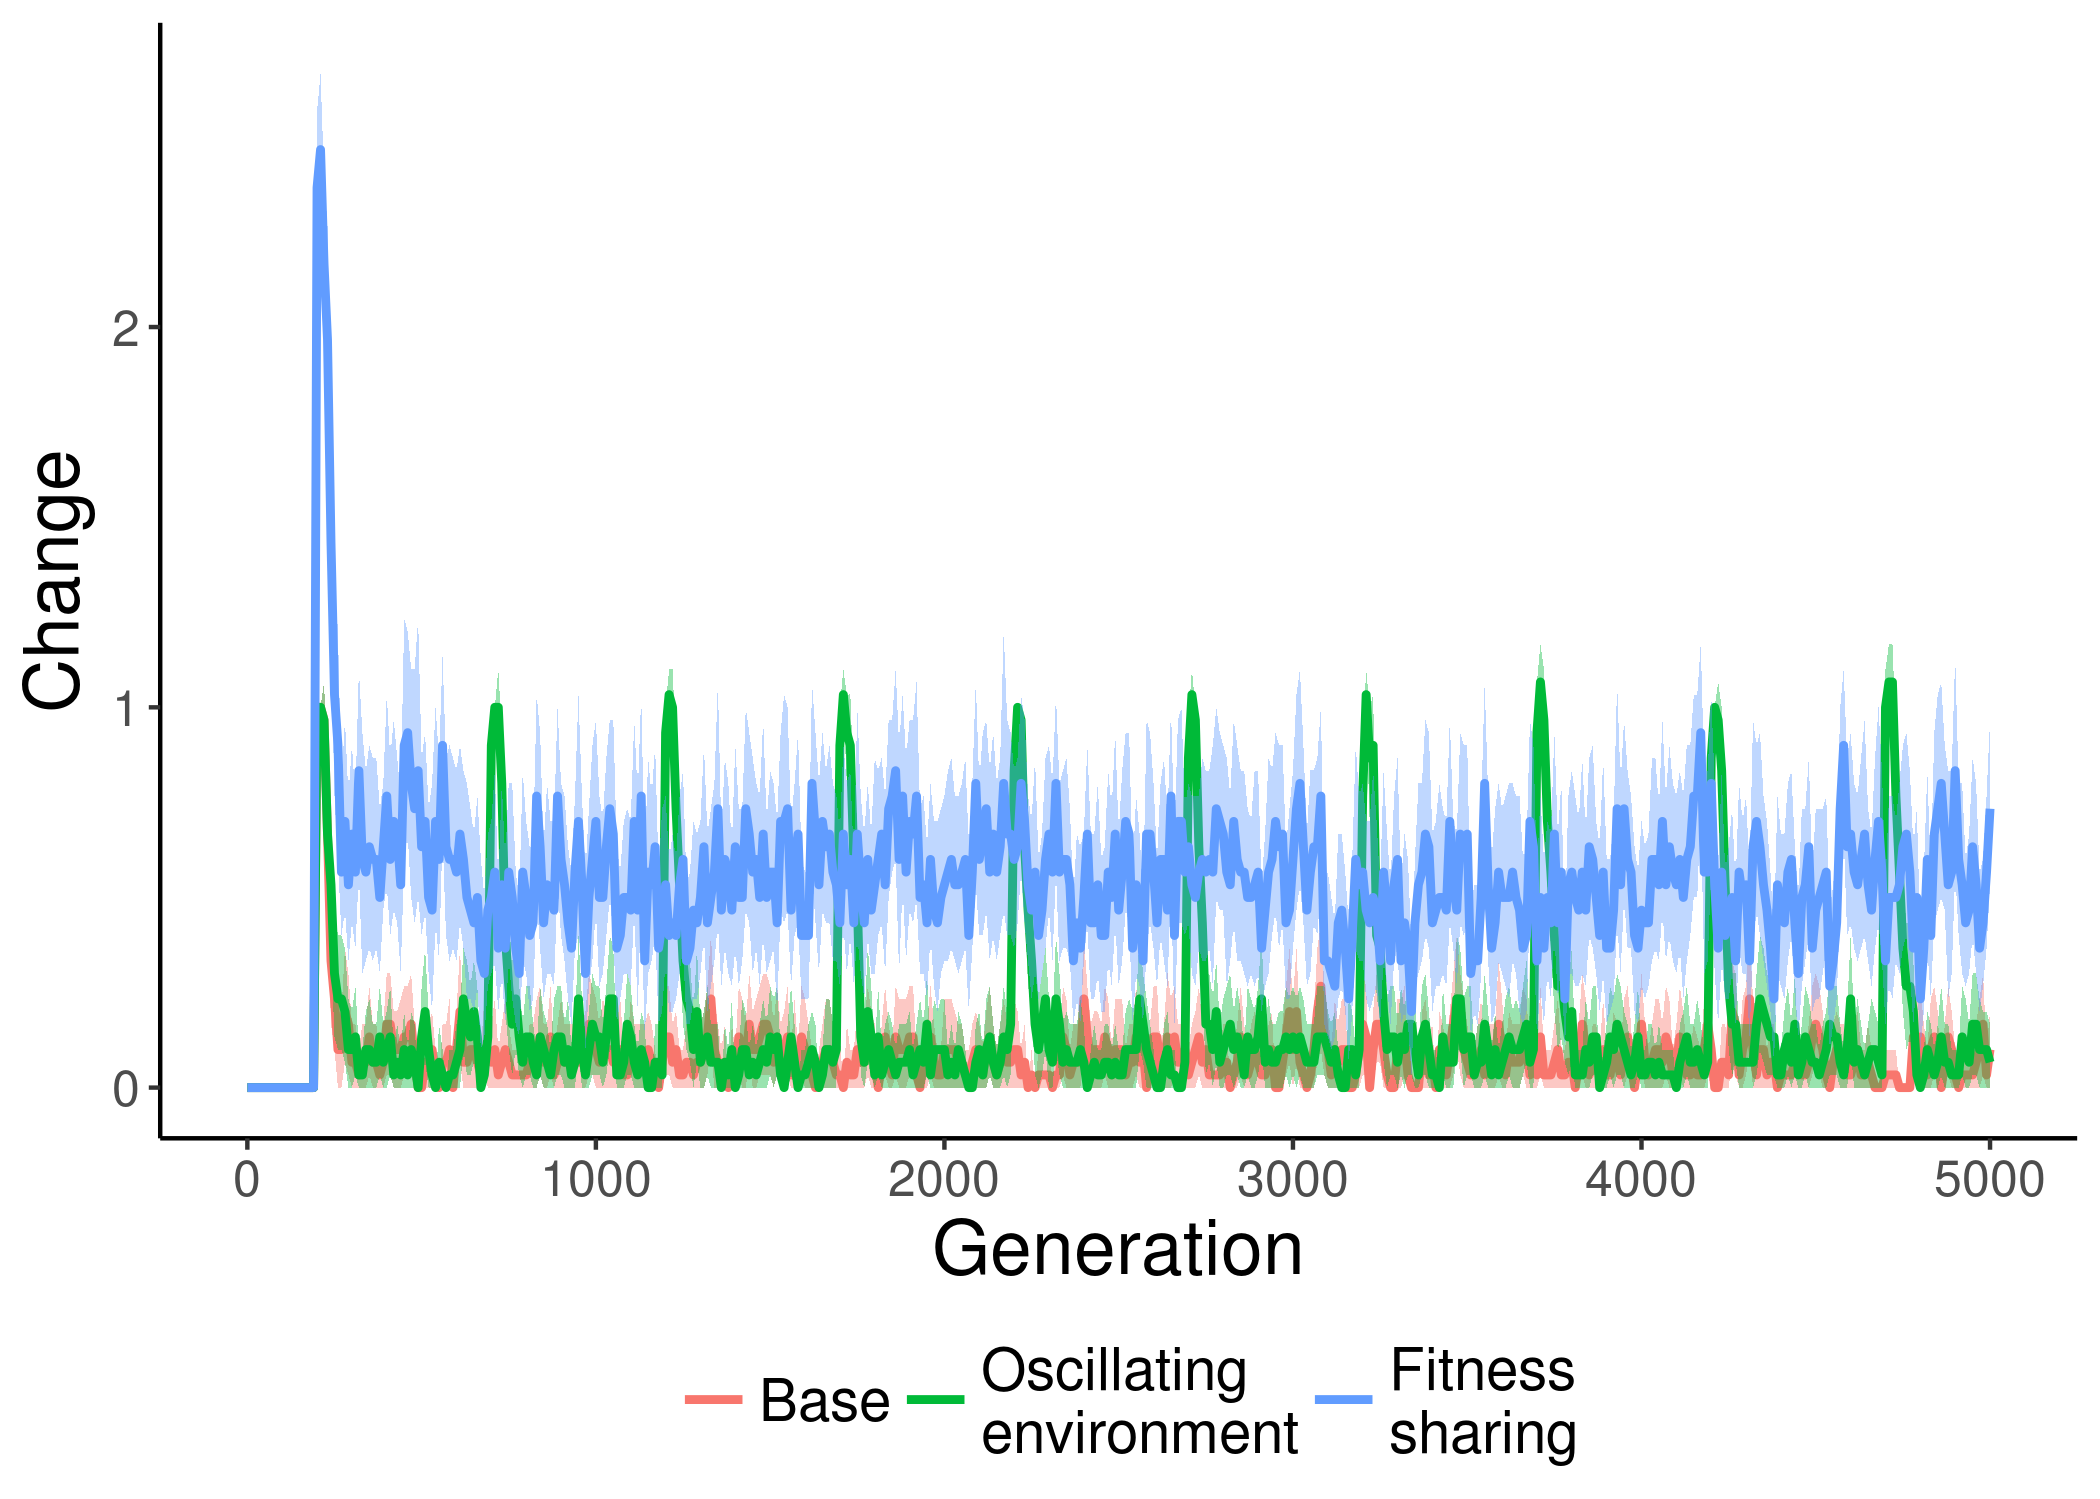 Change
2
1
0
0 1000 2000 3000 4000 5000
Generation
Base
Oscillating
environment
Fitness
sharing